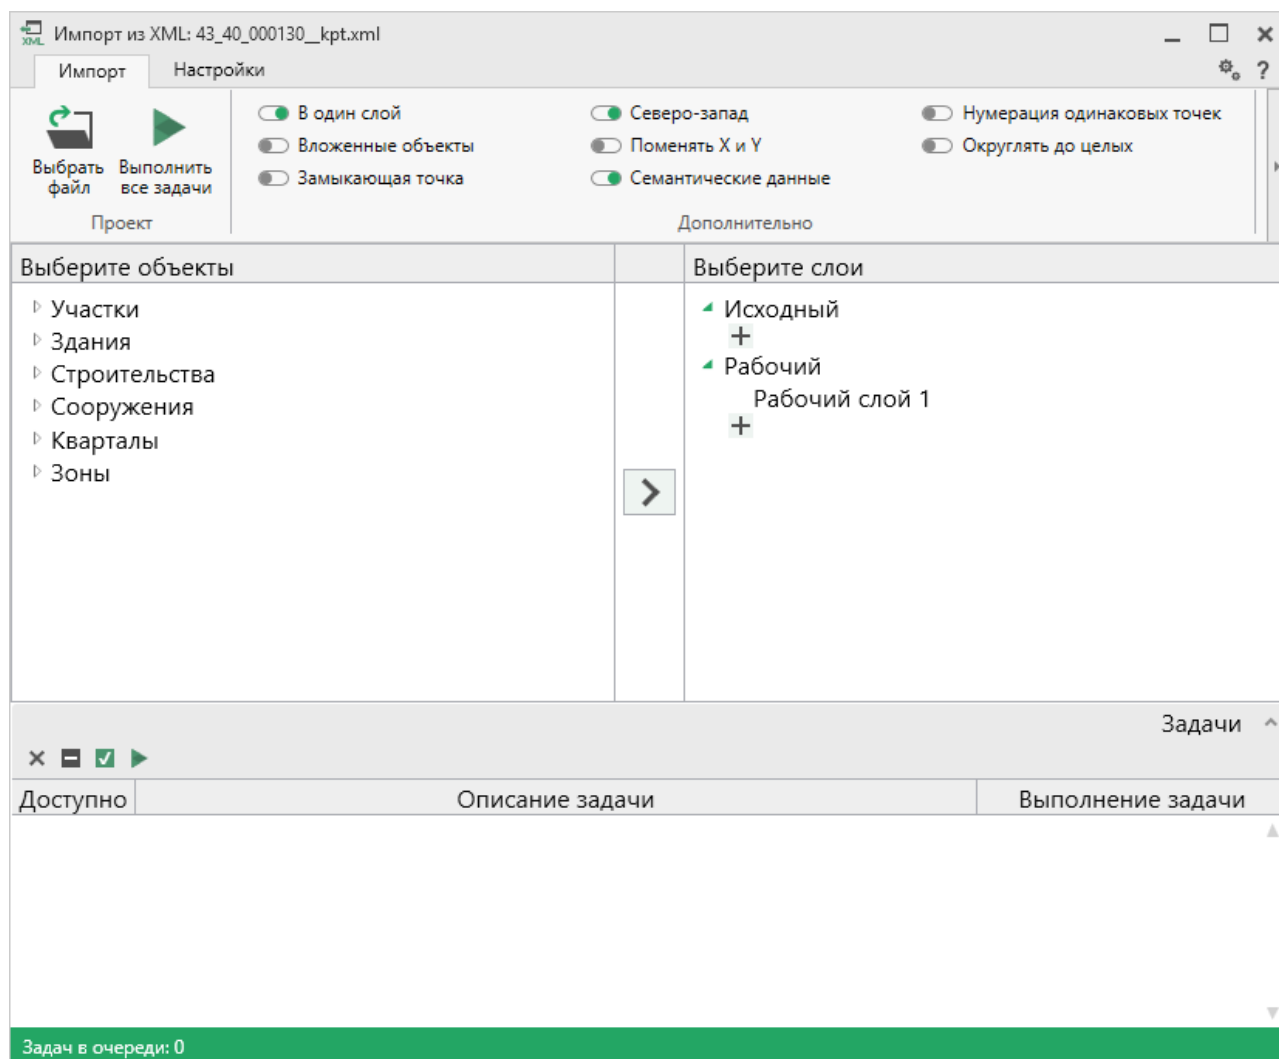 XML Импорт из XML: 43_40_000130__kpt.xml
Импорт Настройки ?
В один слой Северо-запад Нумерация одинаковых точек
Вложенные объекты Поменять X и Y Округлять до целых
Замыкающая точка Семантические данные
Выбрать файл
Выполнить все задачи
Проект Дополнительно
Выберите объекты Выберите слои
Участки
Здания
Строительства
Сооружения
Кварталы
Зоны
Исходный
+
Рабочий
Рабочий слой 1
+
Задачи
Доступно Описание задачи Выполнение задачи
Задач в очереди: 0